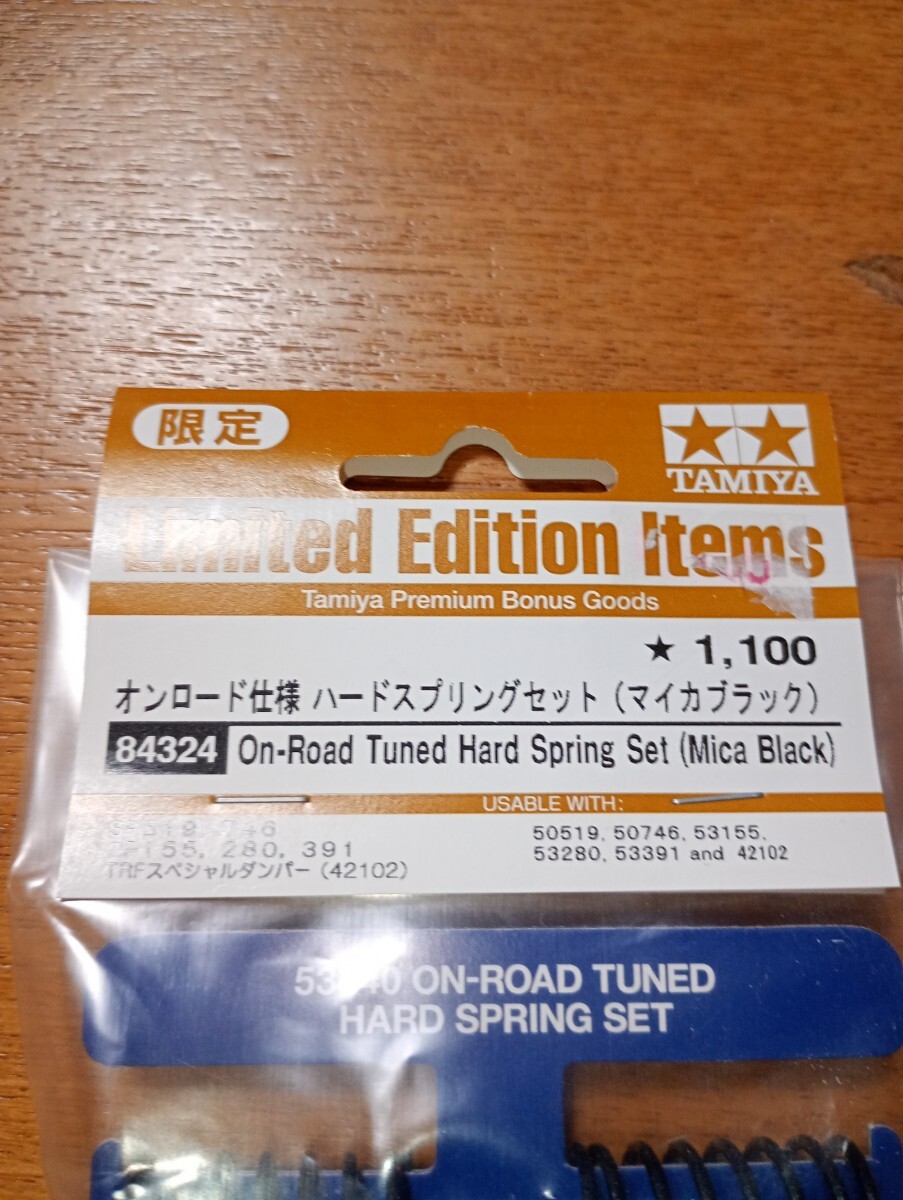 限定
TAMIYA
Limited Edition Items
Tamiya Premium Bonus Goods
★ 1,100
オンロード仕様 ハードスプリングセット（マイカブラック）
84324 On-Road Tuned Hard Spring Set (Mica Black)
USABLE WITH:
280, 391
TRFスペシャルダンパー（42102）
50519, 50746, 53155,
53280, 53391 and 42102
ON-ROAD TUNED
HARD SPRING SET